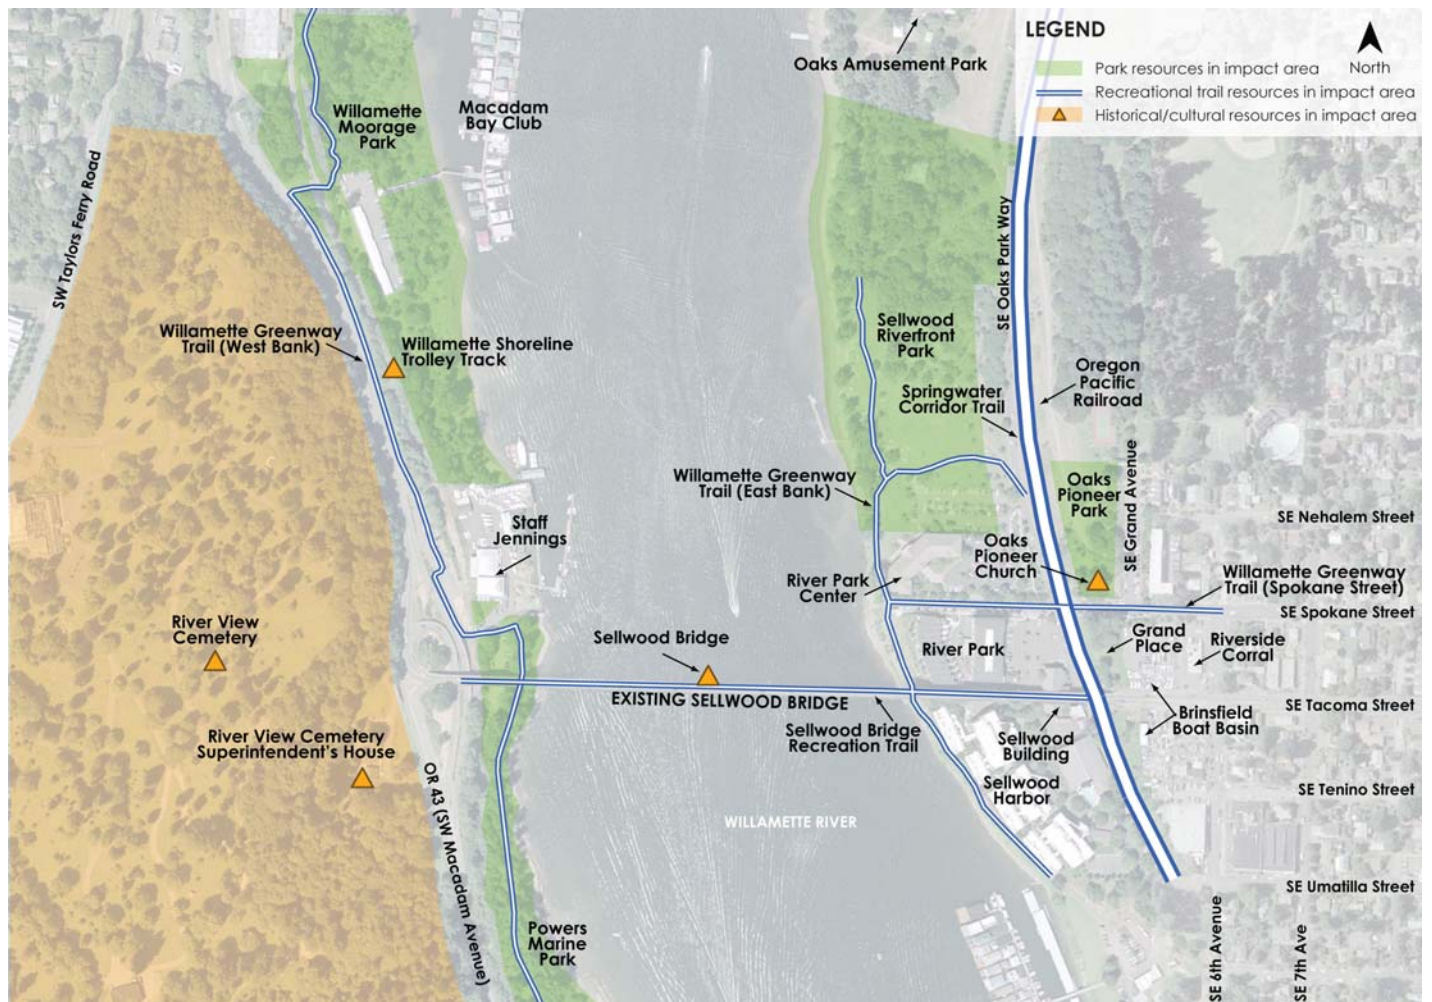 LEGEND
North
Park resources in impact area
Recreational trail resources in impact area
Historical/cultural resources in impact area
Oaks Amusement Park
Macadam
Bay Club
Willamette
Moorage
Park
SW Taylors Ferry Road
Willamette Greenway
Trail (West Bank)
Willamette Shoreline
Trolley Track
Sellwood
Riverfront
Park
SE Oaks Park Way
Springwater
Corridor Trail
Oregon
Pacific
Railroad
Willamette Greenway
Trail (East Bank)
Oaks
Pioneer
Park
SE Grand Avenue
SE Nehalem Street
Staff
Jennings
Oaks
Pioneer
Church
River Park
Center
Willamette Greenway
Trail (Spokane Street)
SE Spokane Street
River View
Cemetery
Sellwood Bridge
River Park
Grand
Place
Riverside
Corral
EXISTING SELLWOOD BRIDGE
SE Tacoma Street
Brinsfield
Boat Basin
Sellwood Bridge
Recreation Trail
Sellwood
Building
River View Cemetery
Superintendent's House
OR 43 (SW Macadam Avenue)
Sellwood
Harbor
SE Tenino Street
WILLAMETTE RIVER
SE Umatilla Street
Powers
Marine
Park
SE 6th Avenue
SE 7th Ave